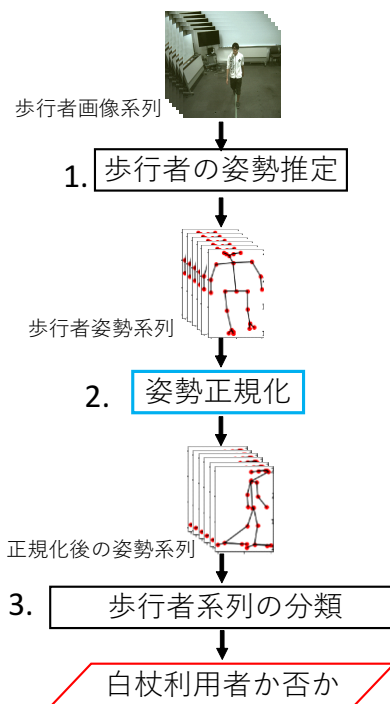 歩行者画像系列
1. 歩行者の姿勢推定
歩行者姿勢系列
2. 姿勢正規化
正規化後の姿勢系列
3. 歩行者系列の分類
白杖利用者か否か